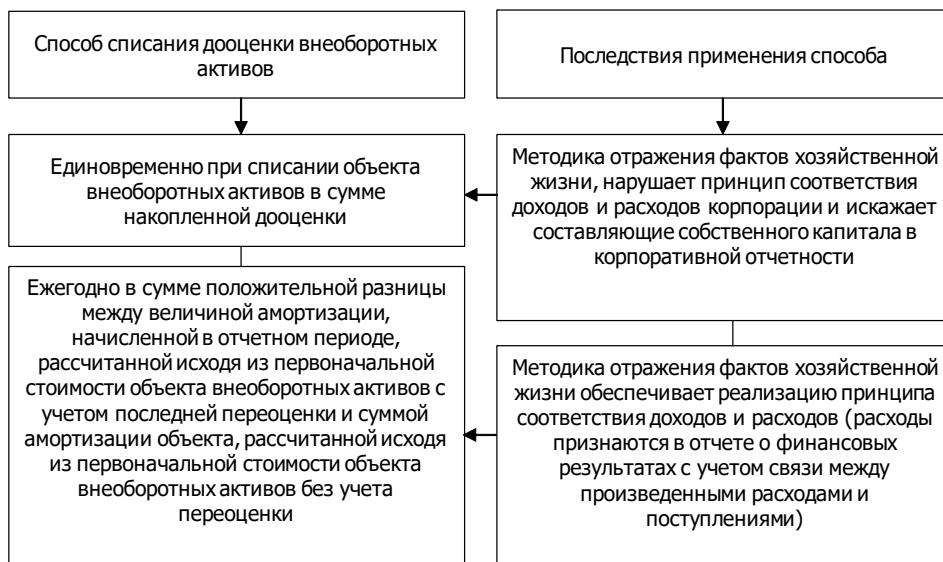 Способ списания дооценки внеоборотных
активов
Последствия применения способа
Единовременно при списании объекта
внеоборотных активов в сумме
накопленной дооценки
Методика отражения фактов хозяйственной
жизни, нарушает принцип соответствия
доходов и расходов корпорации и искажает
составляющие собственного капитала в
корпоративной отчетности
Ежегодно в сумме положительной разницы
между величиной амортизации,
начисленной в отчетном периоде,
рассчитанной исходя из первоначальной
стоимости объекта внеоборотных активов с
учетом последней переоценки и суммой
амортизации объекта, рассчитанной исходя
из первоначальной стоимости объекта
внеоборотных активов без учета
переоценки
Методика отражения фактов хозяйственной
жизни обеспечивает реализацию принципа
соответствия доходов и расходов (расходы
признаются в отчете о финансовых
результатах с учетом связи между
произведенными расходами и
поступлениями)